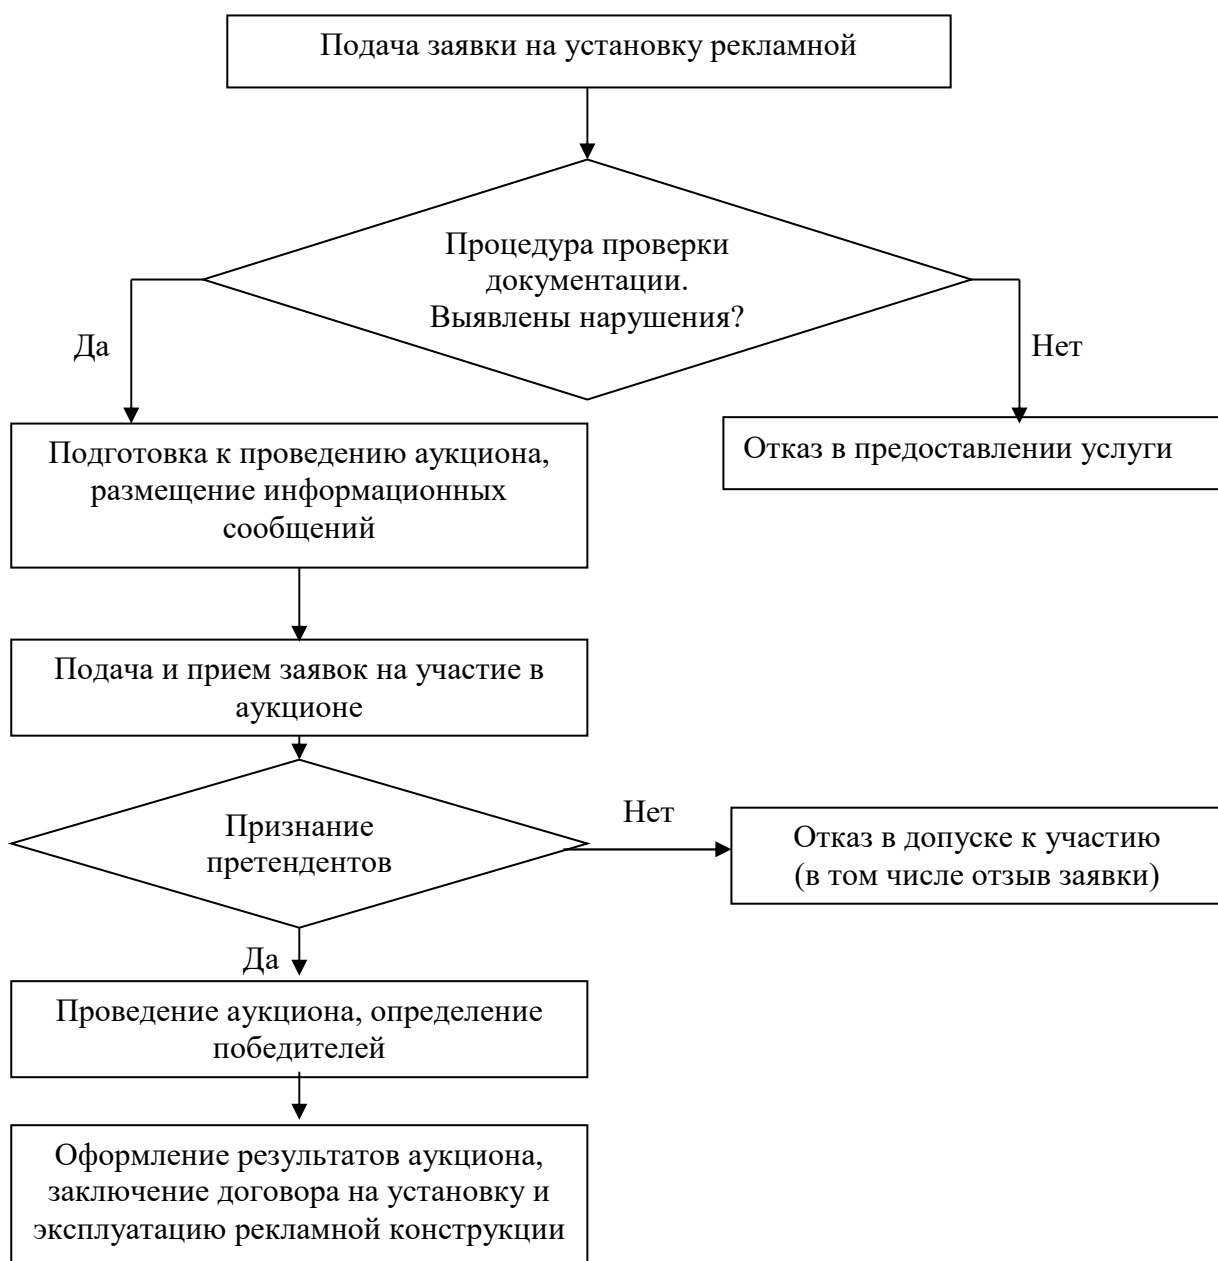 Подача заявки на установку рекламной
Процедура проверки
документации.
Выявлены нарушения?
Да
Нет
Подготовка к проведению аукциона,
размещение информационных
сообщений
Отказ в предоставлении услуги
Подача и прием заявок на участие в
аукционе
Признание
претендентов
Нет
Отказ в допуске к участию
(в том числе отзыв заявки)
Да
Проведение аукциона, определение
победителей
Оформление результатов аукциона,
заключение договора на установку и
эксплуатацию рекламной конструкции